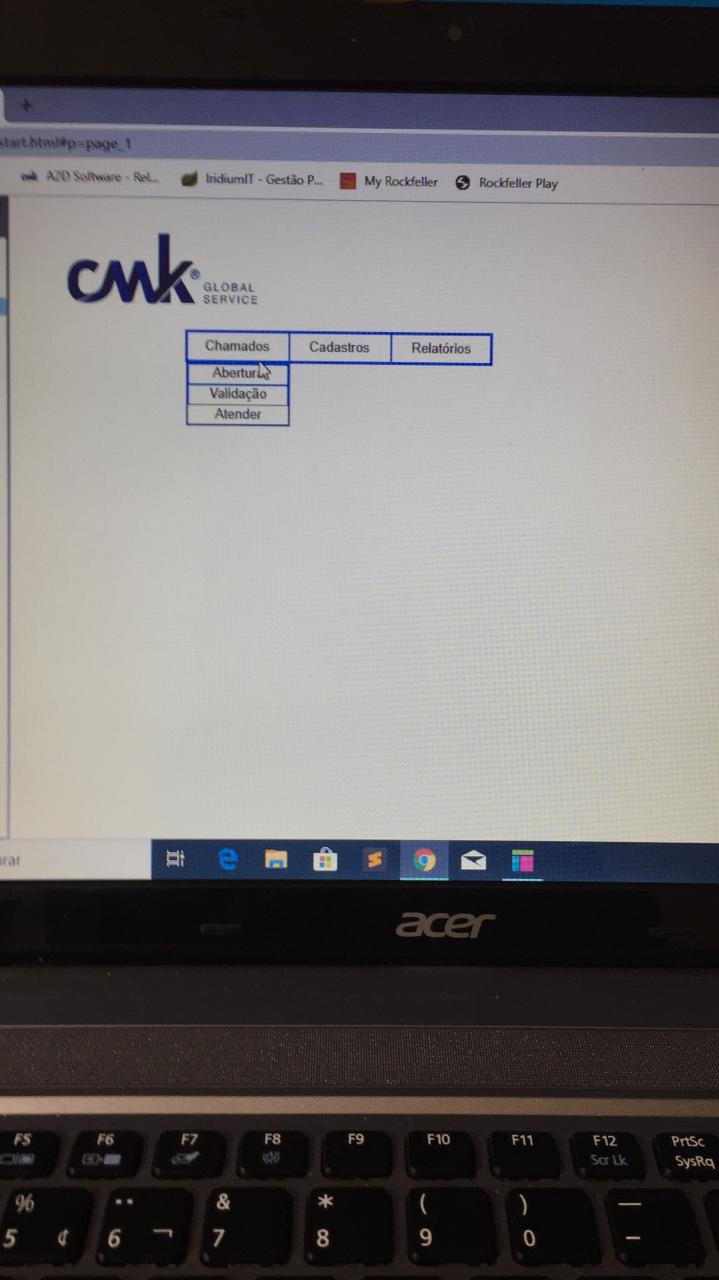 start.html#p=page_1
cmk A2D Software - Rel... IridiumIT - Gestão P... My Rockfeller Rockfeller Play
cmk® GLOBAL
SERVICE
Chamados Cadastros Relatórios
Abertura
Validação
Atender
rar
acer
F5 F6 F7 F8 F9 F10 F11 F12 PrtSc
Scr Lk SysRq
% ¨ & * ( ) —
5 ¢ 6 ¬ 7 8 9 0 -